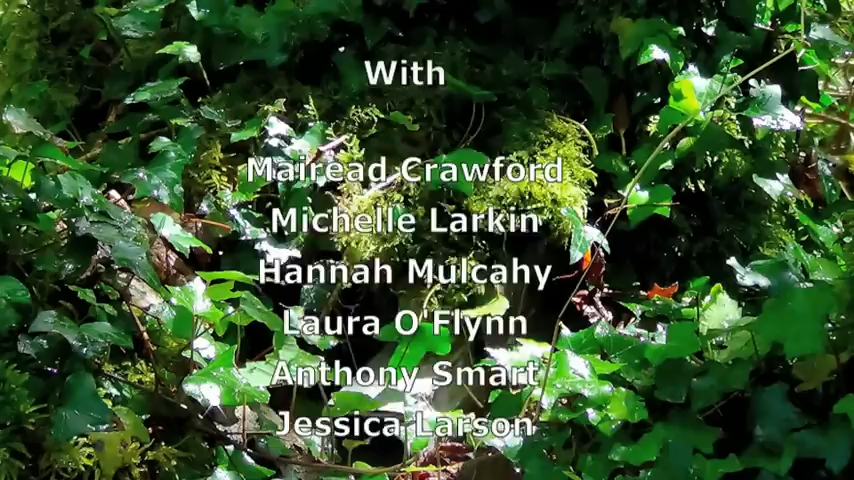 With
Mairead Crawford
Michelle Larkin
Hannah Mulcahy
Laura O'Flynn
Anthony Smart
Jessica Larson